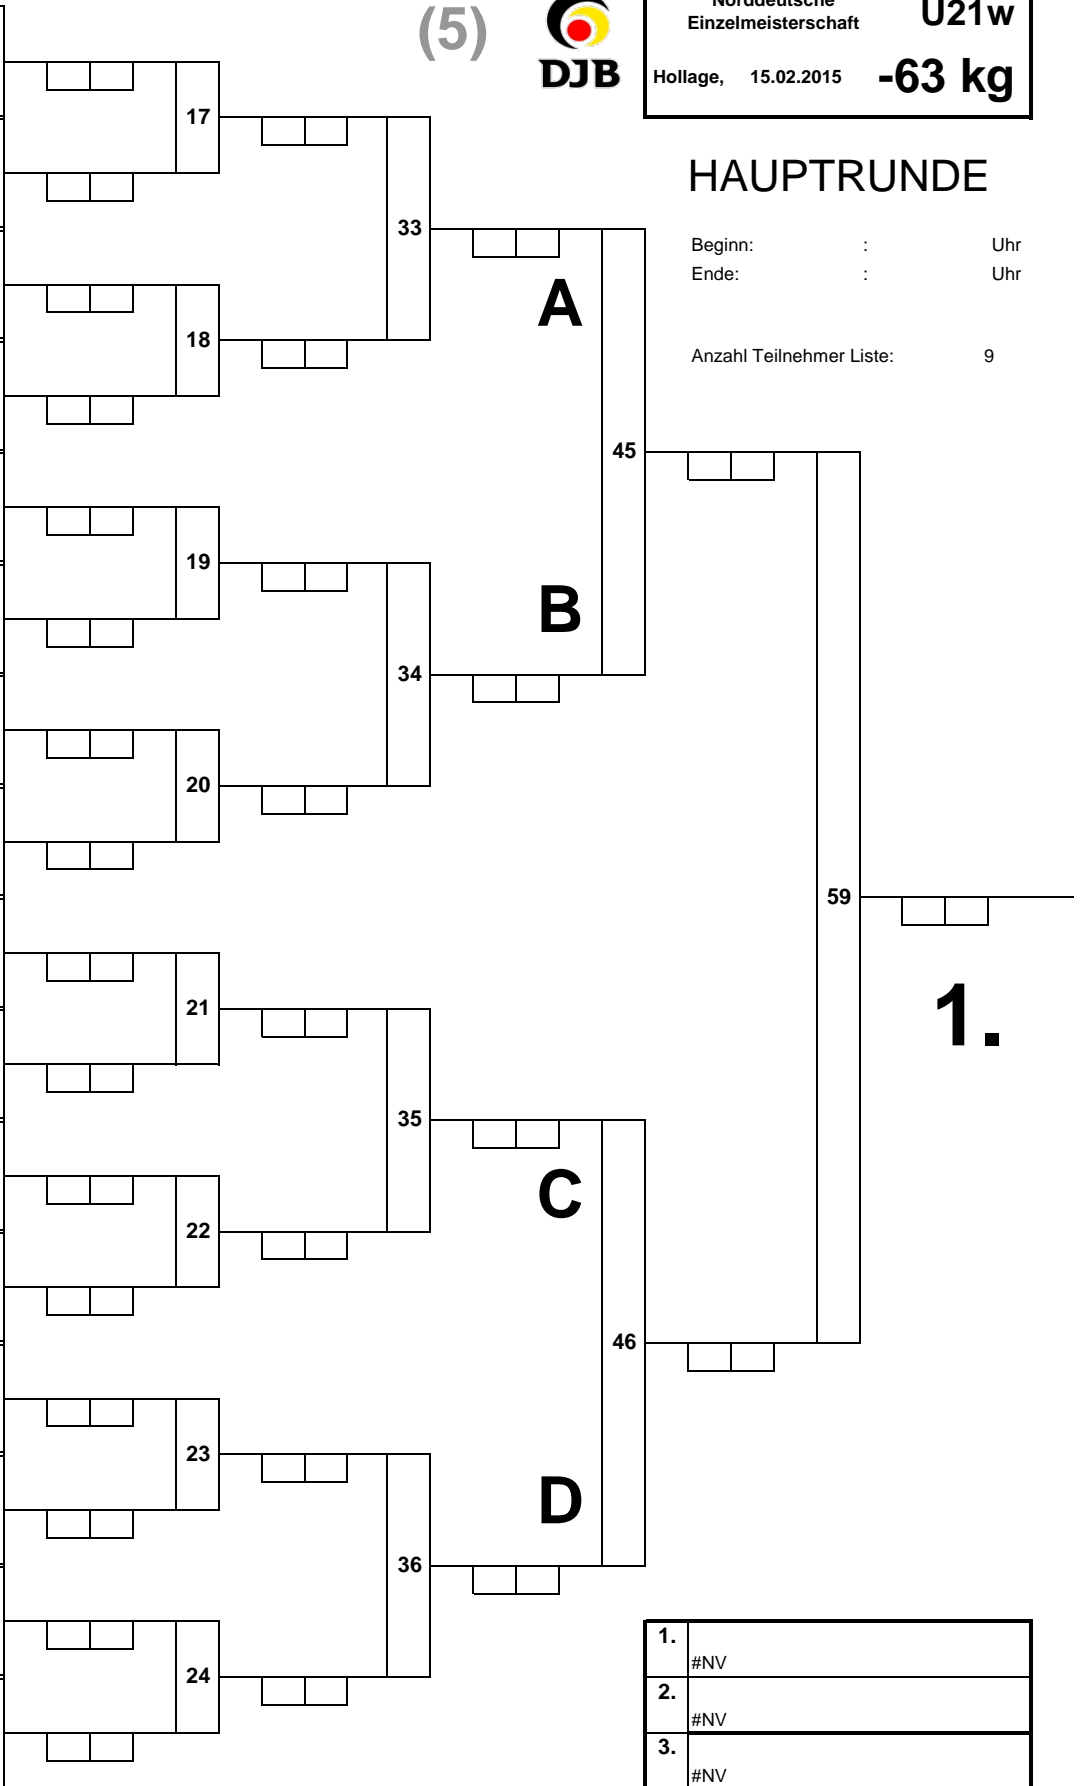 (5)
DJB
Norddeutsche
Einzelmeisterschaft
U21w
Hollage, 15.02.2015 -63 kg
HAUPTRUNDE
Beginn: : Uhr
Ende: : Uhr
Anzahl Teilnehmer Liste: 9
17
33
A
18
45
19
B
34
20
59
21
1.
35
C
22
46
23
D
36
24
1.
#NV
2.
#NV
3.
#NV